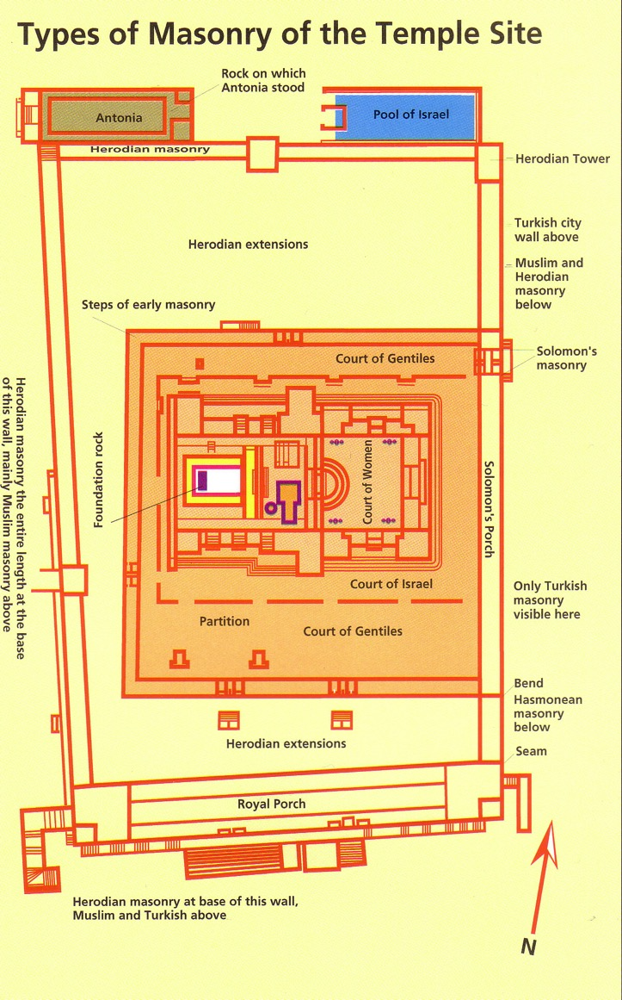 Types of Masonry of the Temple Site
Rock on which
Antonia stood
Antonia
Pool of Israel
Herodian masonry
Herodian Tower
Turkish city
wall above
Herodian extensions
Muslim and
Herodian
masonry
below
Steps of early masonry
Court of Gentiles
Solomon's
masonry
Herodian masonry the entire length at the base
of this wall, mainly Muslim masonry above
Foundation rock
Court of Women
Solomon's Porch
Court of Israel
Only Turkish
masonry
visible here
Partition
Court of Gentiles
Bend
Hasmonean
masonry
below
Herodian extensions
Seam
Royal Porch
Herodian masonry at base of this wall,
Muslim and Turkish above
N